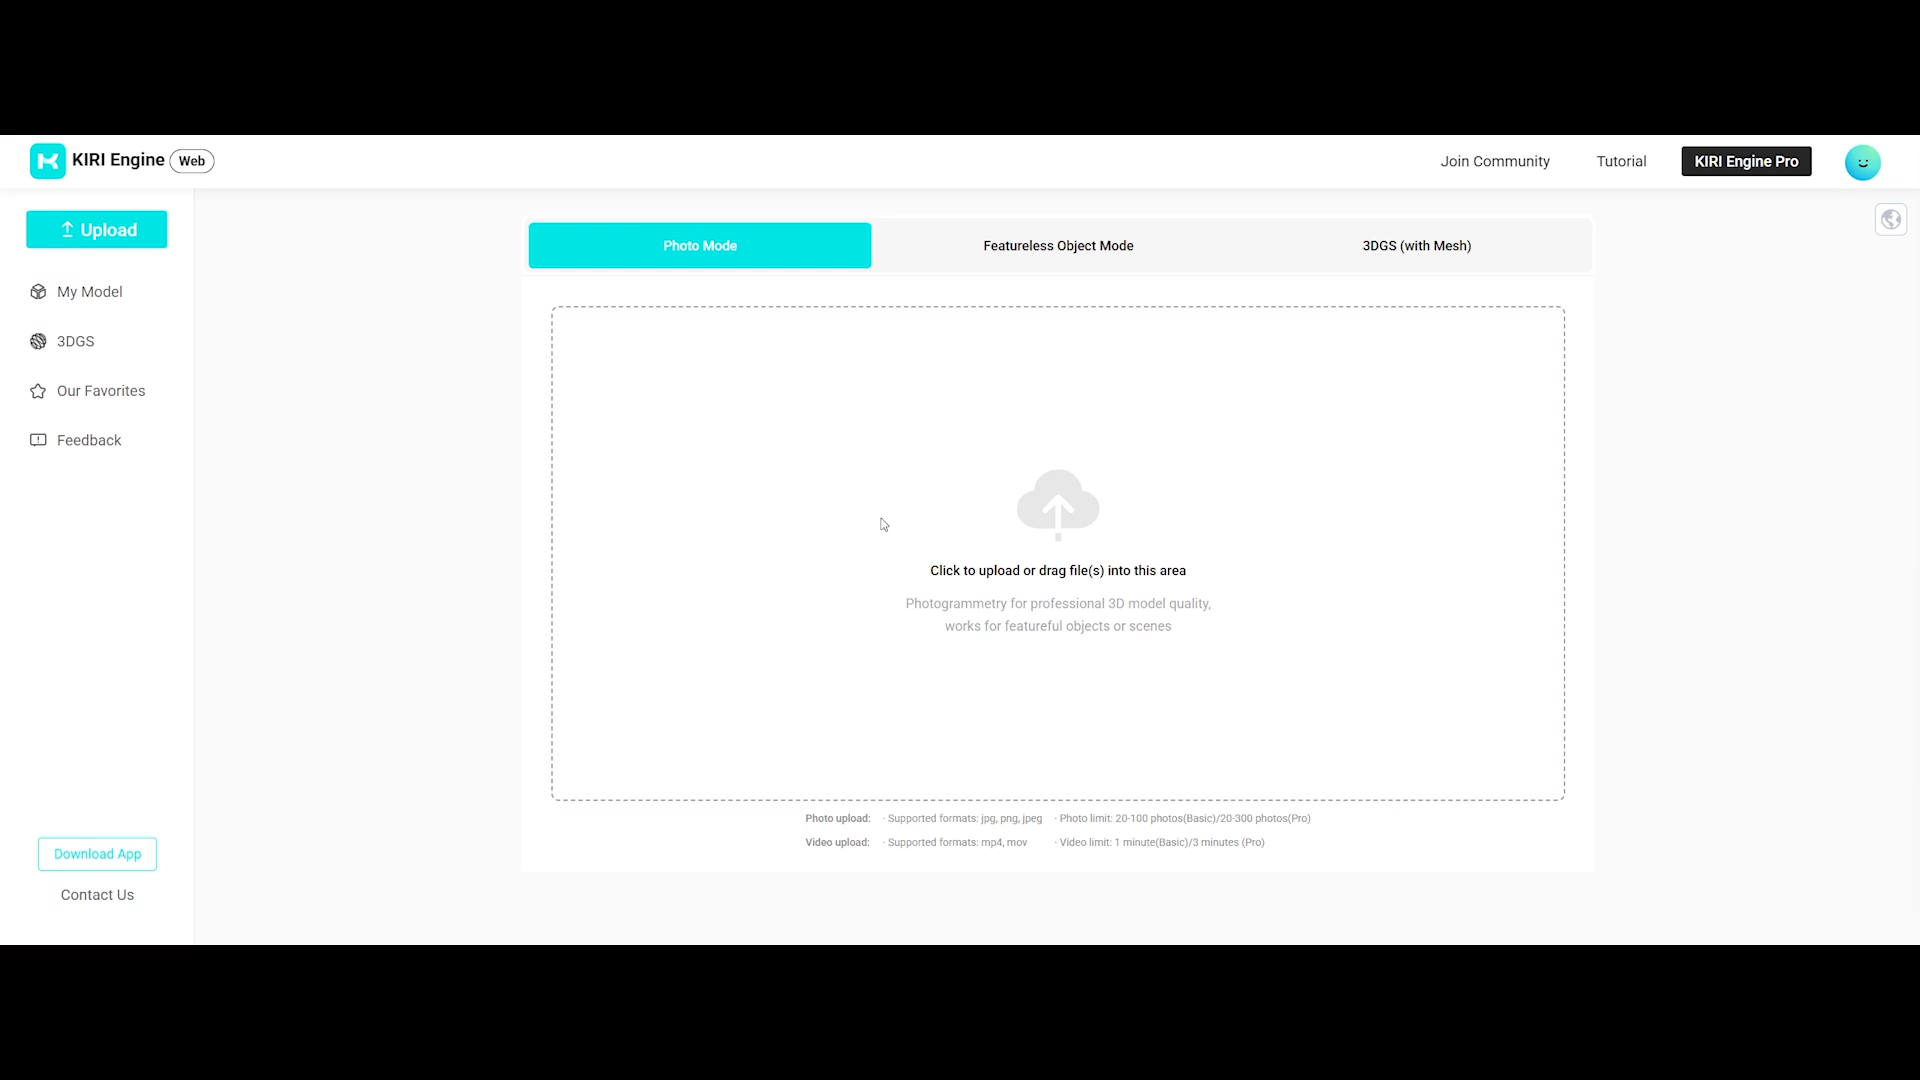 KIRI Engine Web
Join Community
Tutorial
KIRI Engine Pro
Upload
My Model
3DGS
Our Favorites
Feedback
Download App
Contact Us
Photo Mode
Featureless Object Mode
3DGS (with Mesh)
Click to upload or drag file(s) into this area
Photogrammetry for professional 3D model quality,
works for featureful objects or scenes
Photo upload: · Supported formats: jpg, png, jpeg · Photo limit: 20-100 photos(Basic)/20-300 photos(Pro)
Video upload: · Supported formats: mp4, mov · Video limit: 1 minute(Basic)/3 minutes (Pro)